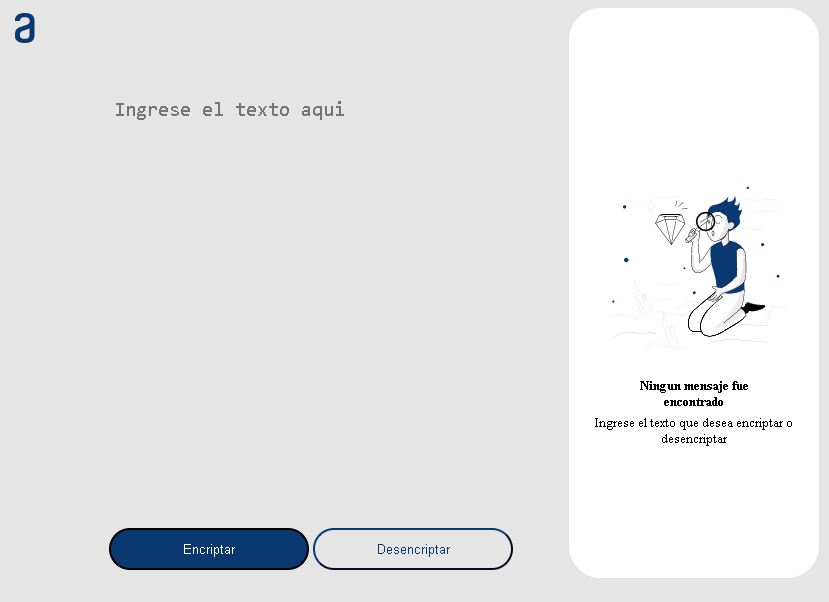 a
Ingrese el texto aqui
Ningun mensaje fue
encontrado
Ingrese el texto que desea encriptar o
desencriptar
Encriptar
Desencriptar